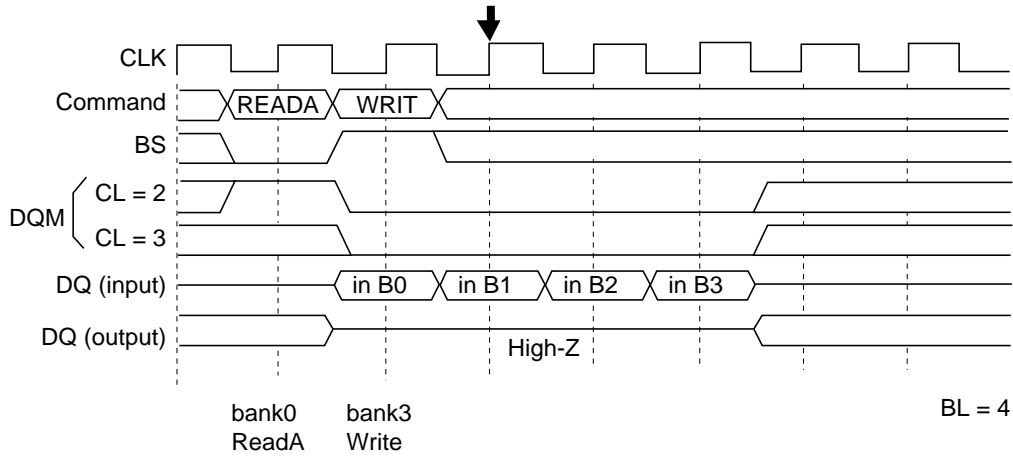 CLK
Command READA WRIT
BS
DQM CL = 2
CL = 3
DQ (input) in B0 in B1 in B2 in B3
DQ (output) High-Z
bank0 bank3 BL = 4
ReadA Write